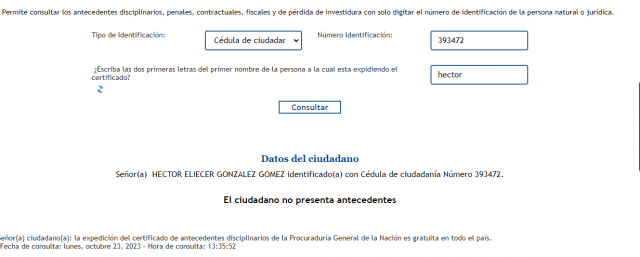 Permite consultar los antecedentes disciplinarios, penales, contractuales, fiscales y de pérdida de investidura con solo digitar el número de identificación de la persona natural o jurídica.
Tipo de Identificación: Cédula de ciudadar Número Identificación: 393472
¿Escriba las dos primeras letras del primer nombre de la persona a la cual esta expidiendo el hector
certificado?
Consultar
Datos del ciudadano
Señor(a) HECTOR ELIECER GONZALEZ GOMEZ identificado(a) con Cédula de ciudadanía Número 393472.
El ciudadano no presenta antecedentes
eñor(a) ciudadano(a): la expedición del certificado de antecedentes disciplinarios de la Procuraduría General de la Nación es gratuita en todo el país.
Fecha de consulta: lunes, octubre 23, 2023 - Hora de consulta: 13:35:52